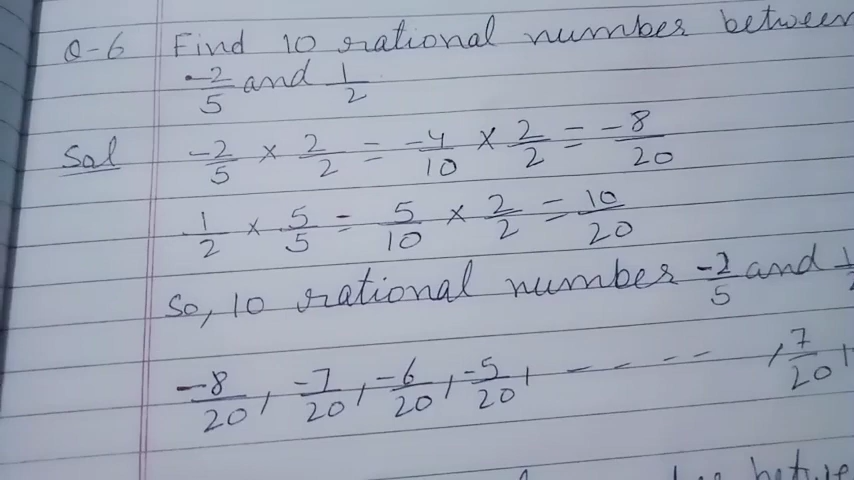 Q-6 Find 10 rational number between
-2/5 and 1/2
Sol -2/5 × 2/2 = -4/10 × 2/2 = -8/20
1/2 × 5/5 = 5/10 × 2/2 = 10/20
So, 10 rational number -2/5 and 1/2
-8/20, -7/20, -6/20, -5/20, - - - - -, 7/20,